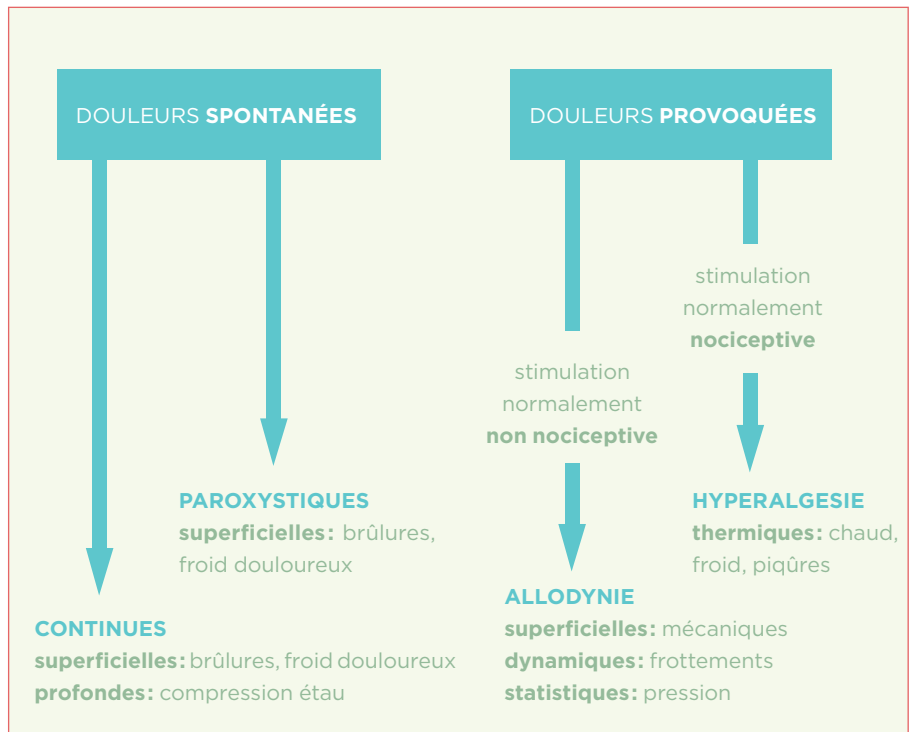 DOULEURS SPONTANÉES
PAROXYSTIQUES
superficielles : brûlures,
froid douloureux
CONTINUES
superficielles : brûlures, froid douloureux
profondes : compression étau
DOULEURS PROVOQUÉES
stimulation
normalement
non nociceptive
ALLODYNIE
superficielles : mécaniques
dynamiques : frottements
statistiques : pression
stimulation
normalement
nociceptive
HYPERALGESIE
thermiques : chaud,
froid, piqûres